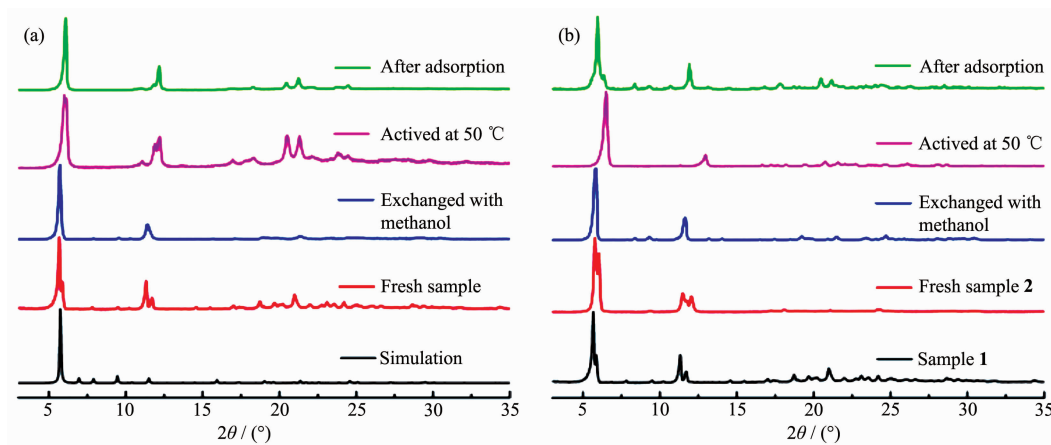 (a)
After adsorption
Actived at 50 ℃
Exchanged with
methanol
Fresh sample
Simulation
5 10 15 20 25 30 35
2θ / (°)
(b)
After adsorption
Actived at 50 ℃
Exchanged with
methanol
Fresh sample 2
Sample 1
5 10 15 20 25 30 35
2θ / (°)